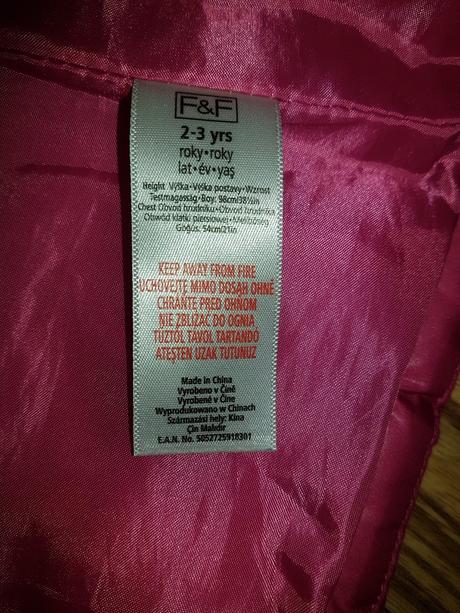 F&F
2-3 yrs
roky•roky
lat•év•yaş
Height Výška•Výška postavy•Wzrost
Testmagasság•Boy: 98cm/38½in
Chest Obvod hrudníku•Obvod hrudníka
Obwód klatki piersiowej•Mellbőség
Göğüs: 54cm/21in
KEEP AWAY FROM FIRE
UCHOVEJTE MIMO DOSAH OHNĚ
CHRÁŇTE PRED OHŇOM
NIE ZBLIŻAĆ DO OGNIA
TŰZTŐL TÁVOL TARTANDÓ
ATEŞTEN UZAK TUTUNUZ
Made in China
Vyrobeno v Číně
Vyrobené v Číne
Wyprodukowano w Chinach
Származási hely: Kína
Çin Malıdır
E.A.N. No. 5052725918301